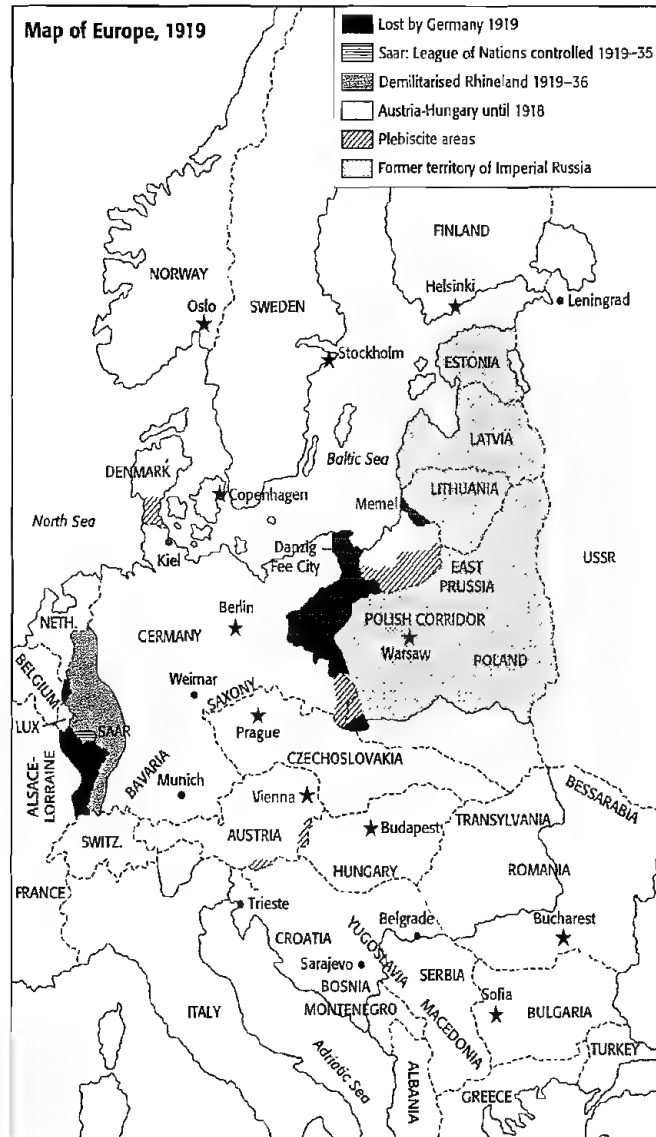 Map of Europe, 1919
Lost by Germany 1919
Saar: League of Nations controlled 1919–35
Demilitarised Rhineland 1919–36
Austria-Hungary until 1918
Plebiscite areas
Former territory of Imperial Russia
FINLAND
NORWAY
Helsinki
Oslo
SWEDEN
Leningrad
Stockholm
ESTONIA
LATVIA
Baltic Sea
DENMARK
LITHUANIA
Copenhagen
Memel
North Sea
Danzig
Fee City
Kiel
USSR
EAST
PRUSSIA
Berlin
NETH.
GERMANY
POLISH CORRIDOR
Warsaw
BELGIUM
POLAND
Weimar
SAXONY
LUX
SAAR
Prague
CZECHOSLOVAKIA
ALSACE-
LORRAINE
BAVARIA
Munich
Vienna
BESSARABIA
TRANSYLVANIA
AUSTRIA
Budapest
SWITZ.
HUNGARY
ROMANIA
FRANCE
Trieste
Belgrade
Bucharest
CROATIA
YUGOSLAVIA
Sarajevo
SERBIA
BOSNIA
Sofia
ITALY
MONTENEGRO
BULGARIA
MACEDONIA
Adriatic Sea
TURKEY
ALBANIA
GREECE